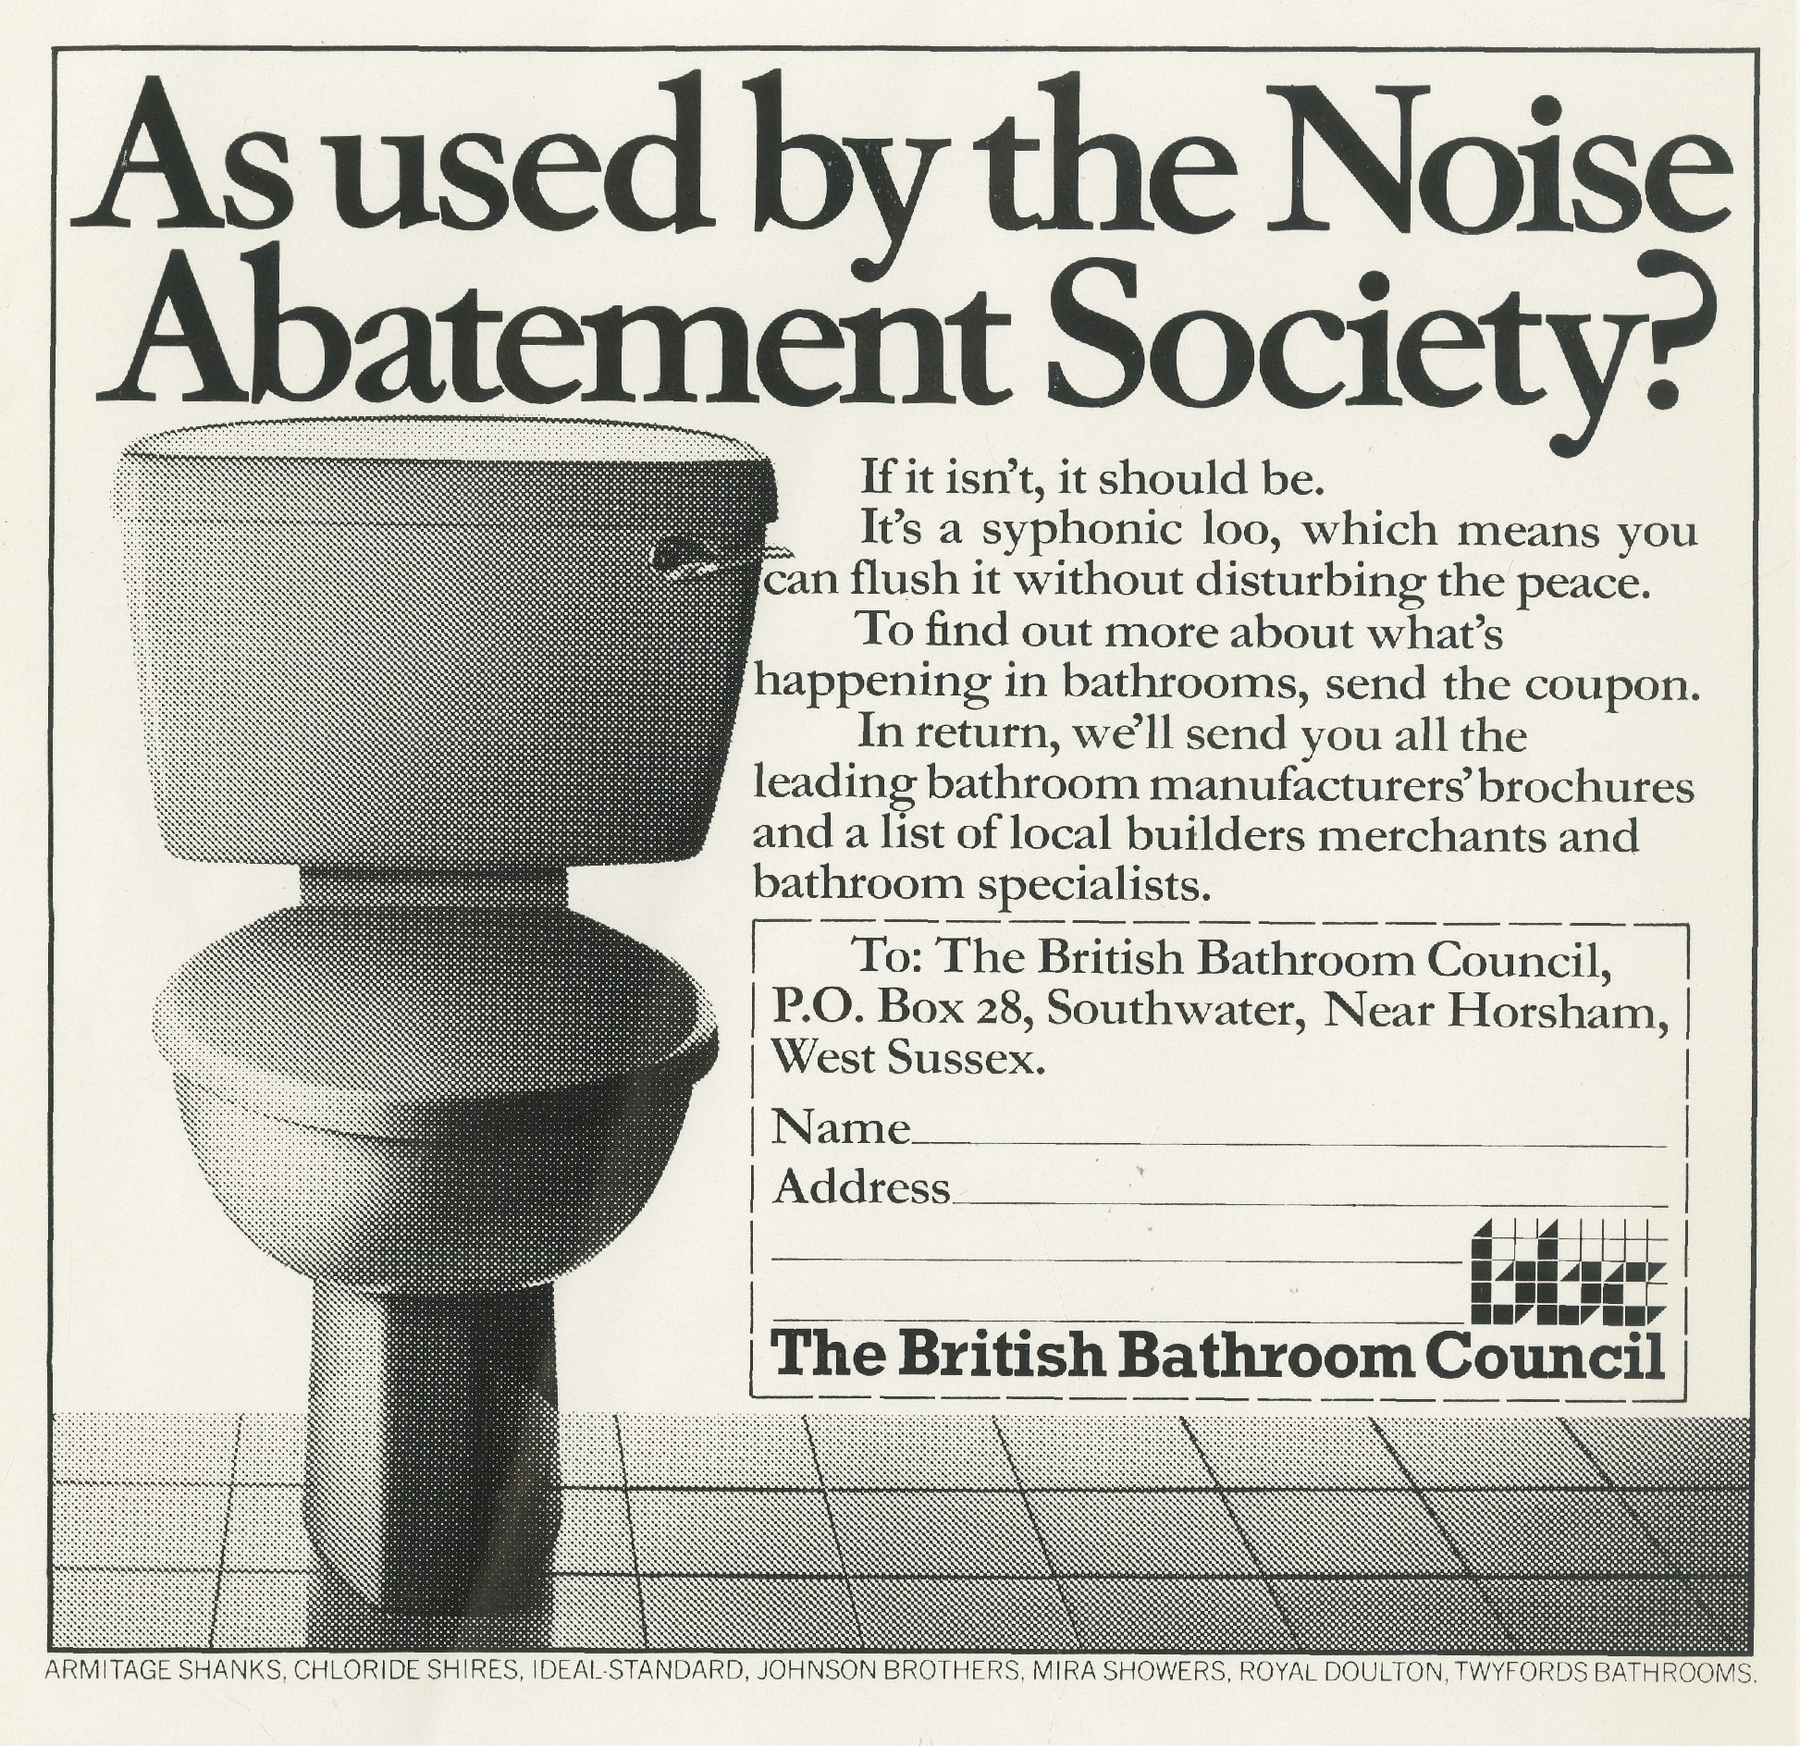 As used by the Noise
Abatement Society?
If it isn't, it should be.
It's a syphonic loo, which means you
can flush it without disturbing the peace.
To find out more about what's
happening in bathrooms, send the coupon.
In return, we'll send you all the
leading bathroom manufacturers' brochures
and a list of local builders merchants and
bathroom specialists.
To: The British Bathroom Council,
P.O. Box 28, Southwater, Near Horsham,
West Sussex.
Name
Address
bbc
The British Bathroom Council
ARMITAGE SHANKS, CHLORIDE SHIRES, IDEAL-STANDARD, JOHNSON BROTHERS, MIRA SHOWERS, ROYAL DOULTON, TWYFORDS BATHROOMS.